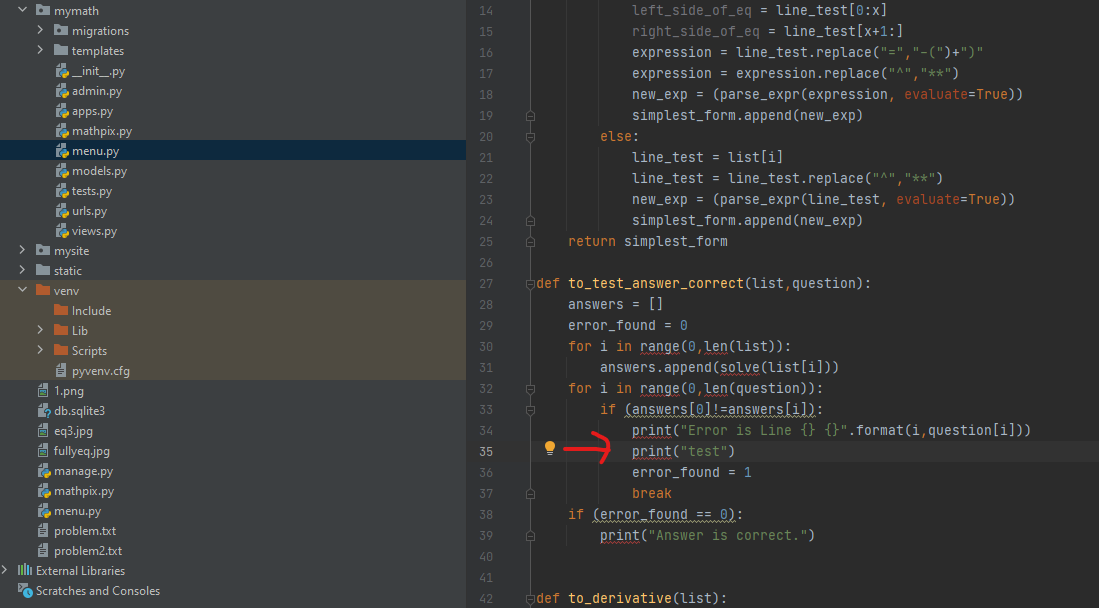 mymath
migrations
templates
__init__.py
admin.py
apps.py
mathpix.py
menu.py
models.py
tests.py
urls.py
views.py
mysite
static
venv
Include
Lib
Scripts
pyvenv.cfg
1.png
db.sqlite3
eq3.jpg
fullyeq.jpg
manage.py
mathpix.py
menu.py
problem.txt
problem2.txt
External Libraries
Scratches and Consoles
14 left_side_of_eq = line_test[0:x]
15 right_side_of_eq = line_test[x+1:]
16 expression = line_test.replace("=","-(")+")"
17 expression = expression.replace("^","**")
18 new_exp = (parse_expr(expression, evaluate=True))
19 simplest_form.append(new_exp)
20 else:
21 line_test = list[i]
22 line_test = line_test.replace("^","**")
23 new_exp = (parse_expr(line_test, evaluate=True))
24 simplest_form.append(new_exp)
25 return simplest_form
26
27 def to_test_answer_correct(list,question):
28 answers = []
29 error_found = 0
30 for i in range(0,len(list)):
31 answers.append(solve(list[i]))
32 for i in range(0,len(question)):
33 if (answers[0]!=answers[i]):
34 print("Error is Line {} {}".format(i,question[i]))
35 print("test")
36 error_found = 1
37 break
38 if (error_found == 0):
39 print("Answer is correct.")
40
41
42 def to_derivative(list):